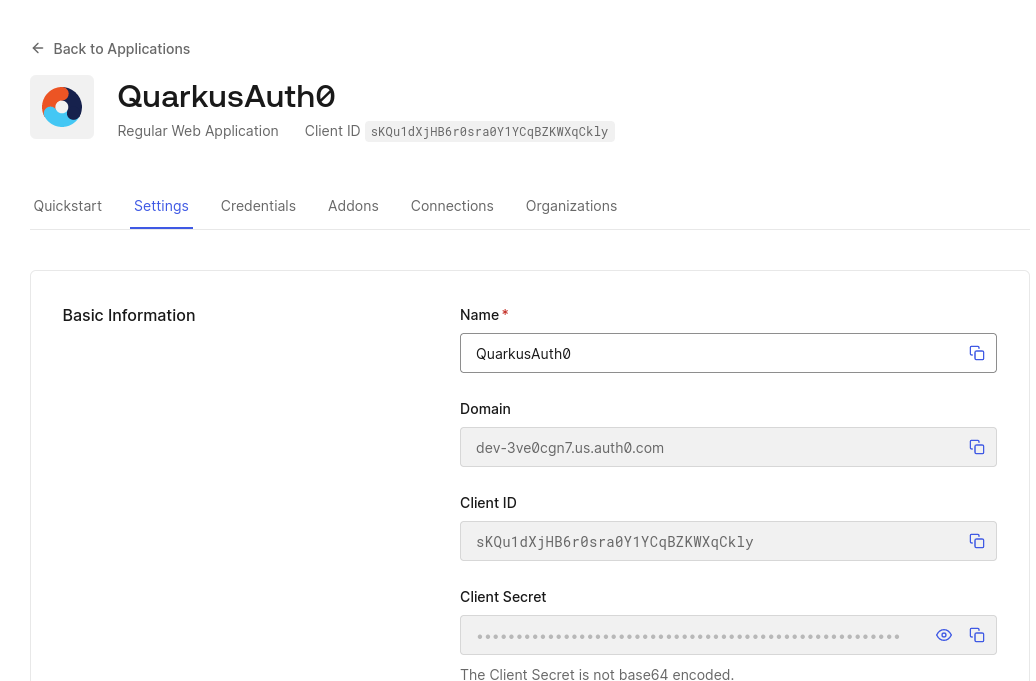 Back to Applications
QuarkusAuth0
Regular Web Application Client ID sKQu1dXjHB6r0sra0Y1YCqBZKWXqCkly
Quickstart Settings Credentials Addons Connections Organizations
Basic Information
Name *
QuarkusAuth0
Domain
dev-3ve0cgn7.us.auth0.com
Client ID
sKQu1dXjHB6r0sra0Y1YCqBZKWXqCkly
Client Secret
The Client Secret is not base64 encoded.